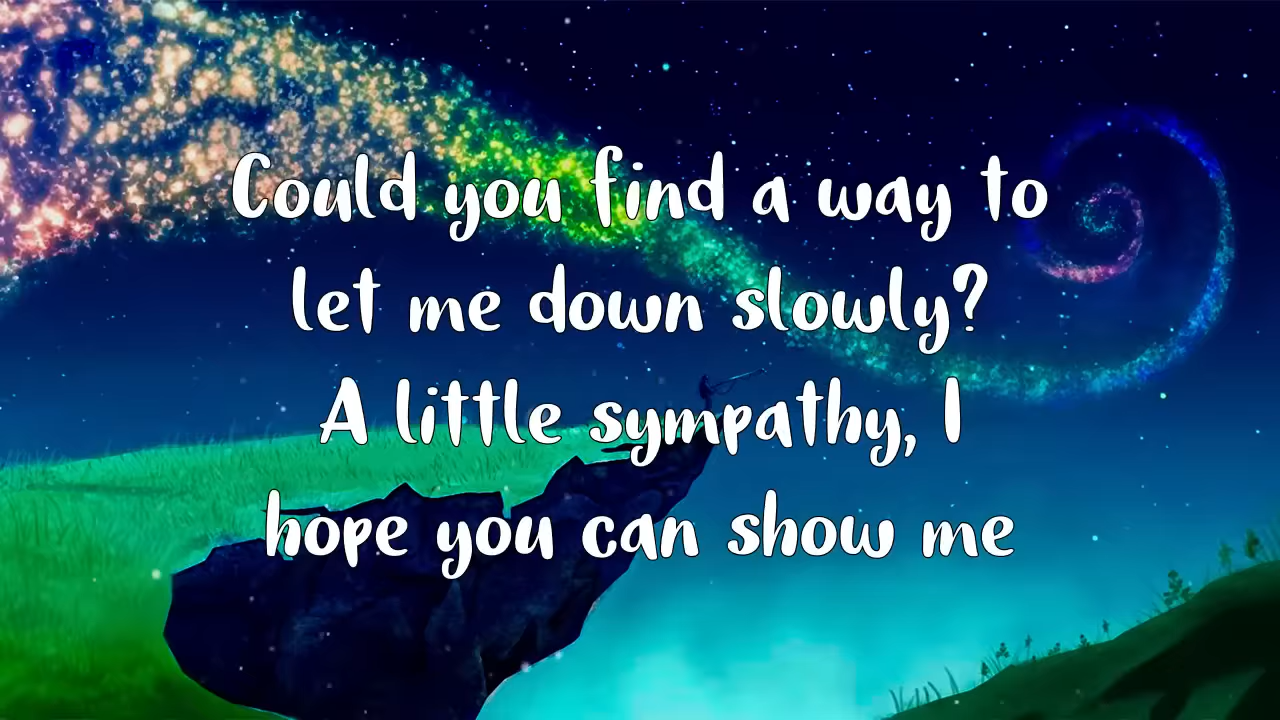 Could you find a way to
let me down slowly?
A little sympathy, I
hope you can show me